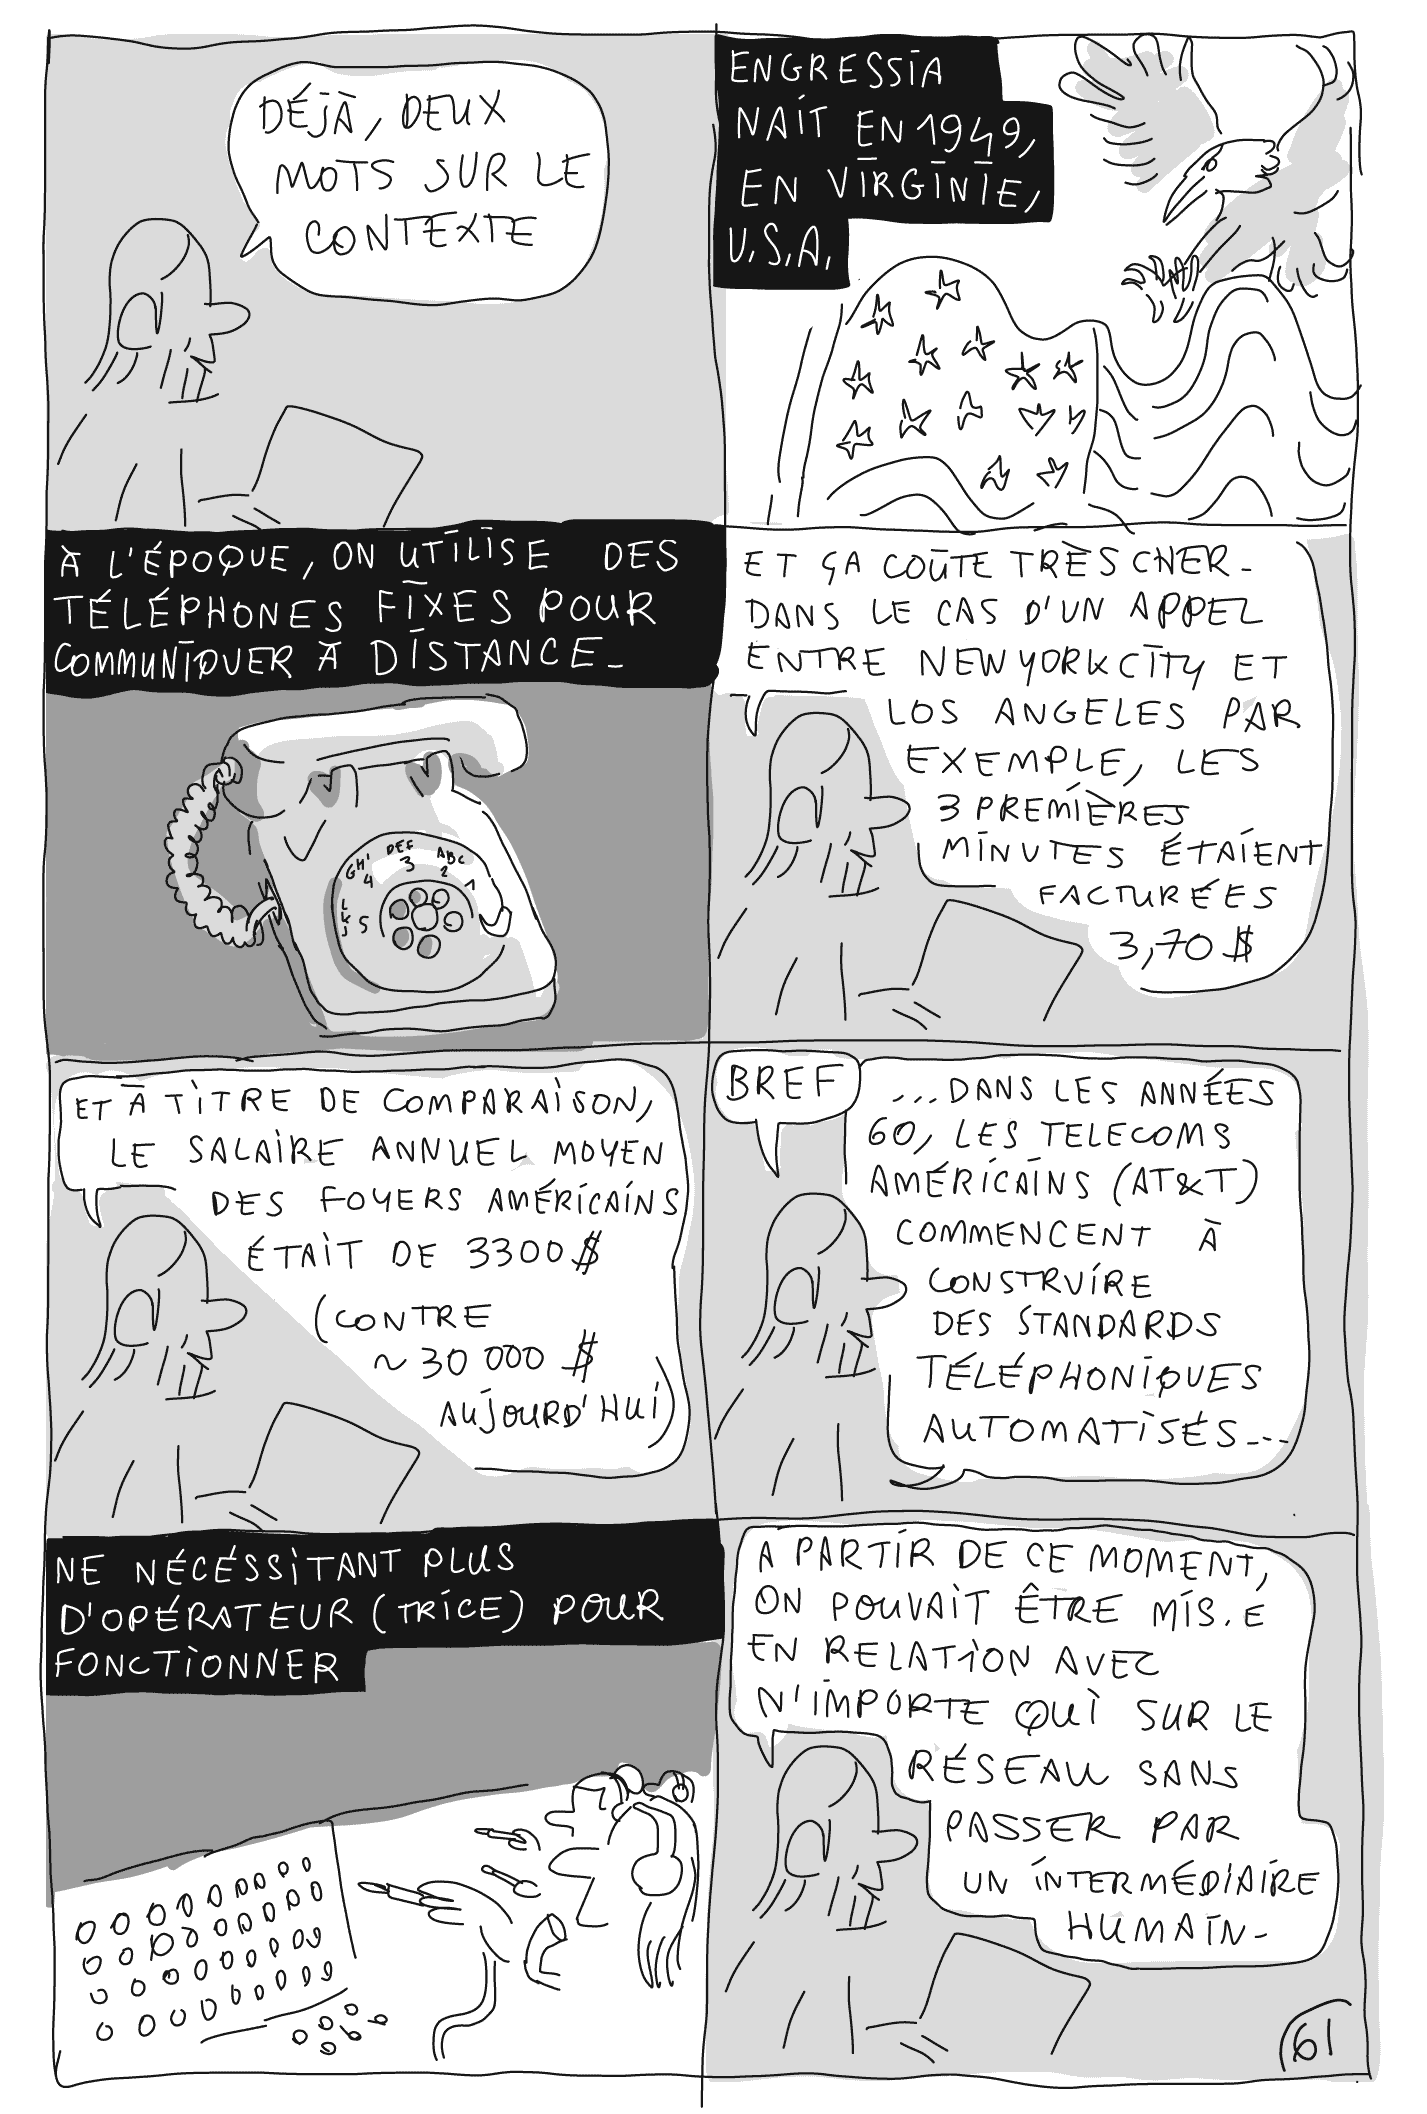 DÉJÀ, DEUX
MOTS SUR LE
CONTEXTE
ENGRESSIA
NAIT EN 1949,
EN VIRGINIE,
U.S.A.
À L'ÉPOQUE, ON UTILISE DES
TÉLÉPHONES FIXES POUR
COMMUNIQUER À DISTANCE_
GHI
4
DEF
3
ABC
2
1
LKJ
5
ET ÇA COÛTE TRÈS CHER_
DANS LE CAS D'UN APPEL
ENTRE NEW YORK CITY ET
LOS ANGELES PAR
EXEMPLE, LES
3 PREMIÈRES
MINUTES ÉTAIENT
FACTURÉES
3,70 $
ET À TITRE DE COMPARAISON,
LE SALAIRE ANNUEL MOYEN
DES FOYERS AMÉRICAINS
ÉTAIT DE 3300 $
(CONTRE
~ 30 000 $
AUJOURD'HUI)
BREF
...DANS LES ANNÉES
60, LES TELECOMS
AMÉRICAINS (AT&T)
COMMENCENT À
CONSTRUIRE
DES STANDARDS
TÉLÉPHONIQUES
AUTOMATISÉS...
NE NÉCÉSSITANT PLUS
D'OPÉRATEUR (TRICE) POUR
FONCTIONNER
A PARTIR DE CE MOMENT,
ON POUVAIT ÊTRE MIS.E
EN RELATION AVEC
N'IMPORTE QUI SUR LE
RÉSEAU SANS
PASSER PAR
UN INTERMÉDIAIRE
HUMAIN_
61